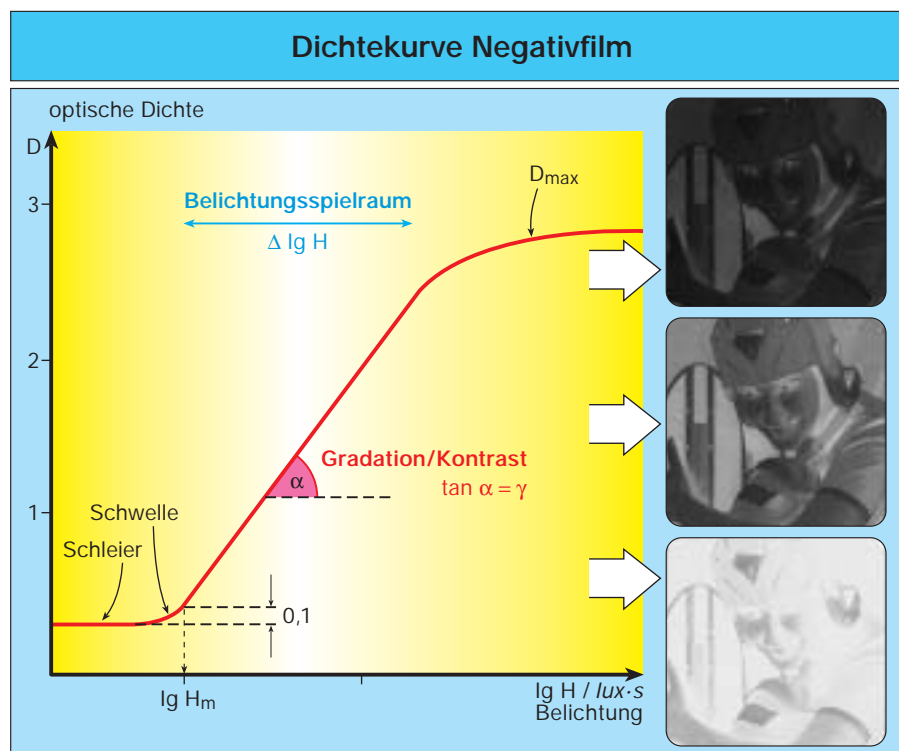 Dichtekurve Negativfilm
optische Dichte
D
3
Belichtungsspielraum
Δ lg H
Dmax
2
Gradation/Kontrast
α
tan α = γ
1
Schwelle
Schleier
0,1
lg Hm
lg H / lux·s
Belichtung